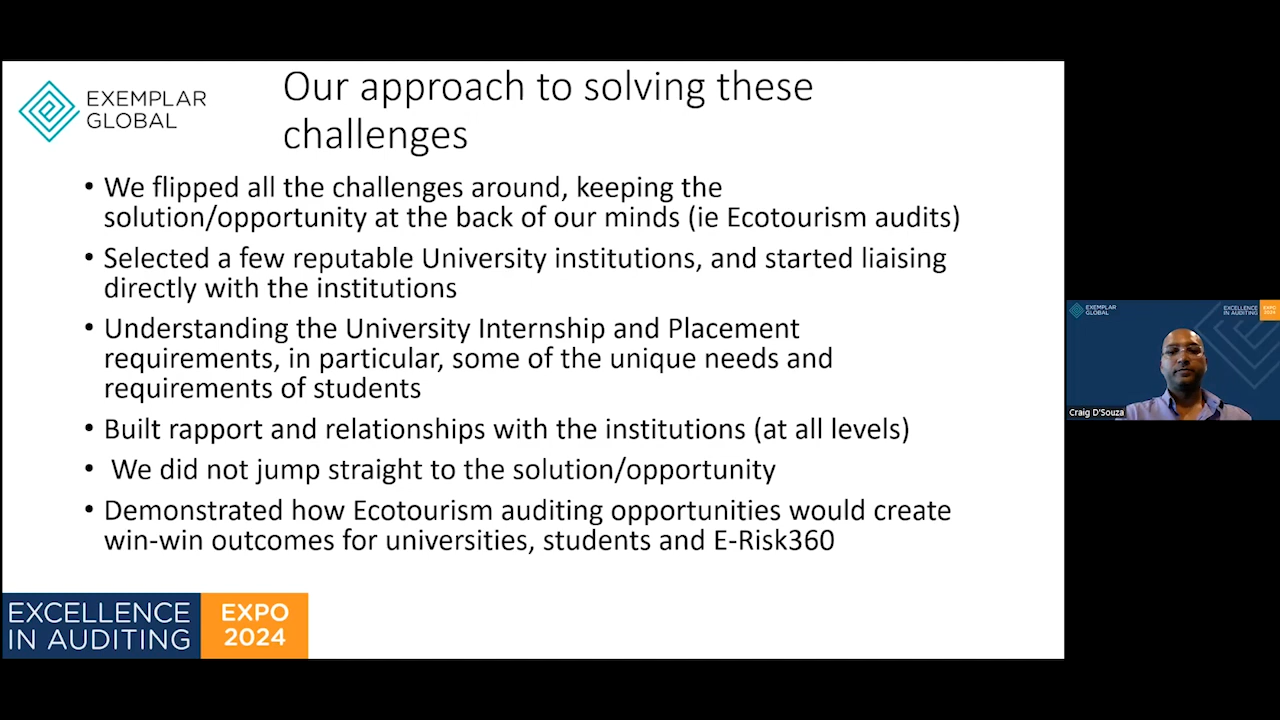 EXEMPLAR
GLOBAL
Our approach to solving these
challenges
• We flipped all the challenges around, keeping the
solution/opportunity at the back of our minds (ie Ecotourism audits)
• Selected a few reputable University institutions, and started liaising
directly with the institutions
• Understanding the University Internship and Placement
requirements, in particular, some of the unique needs and
requirements of students
• Built rapport and relationships with the institutions (at all levels)
• We did not jump straight to the solution/opportunity
• Demonstrated how Ecotourism auditing opportunities would create
win-win outcomes for universities, students and E-Risk360
EXCELLENCE
IN AUDITING
EXPO
2024
EXEMPLAR
GLOBAL
EXCELLENCE
IN AUDITING
EXPO
2024
Craig D'Souza